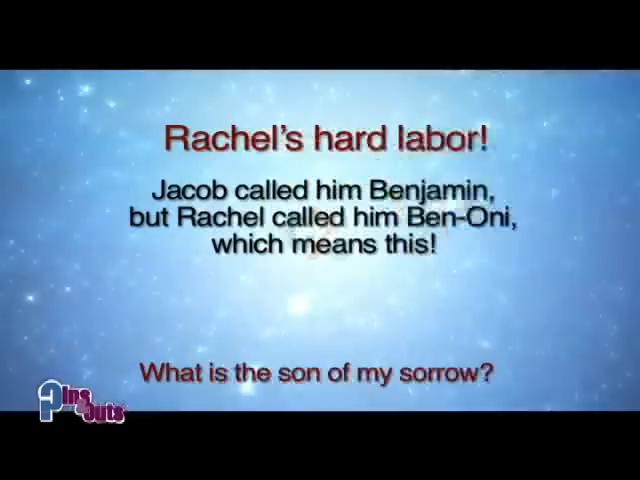 Rachel's hard labor!
Jacob called him Benjamin,
but Rachel called him Ben-Oni,
which means this!
What is the son of my sorrow?
Ins
&outs